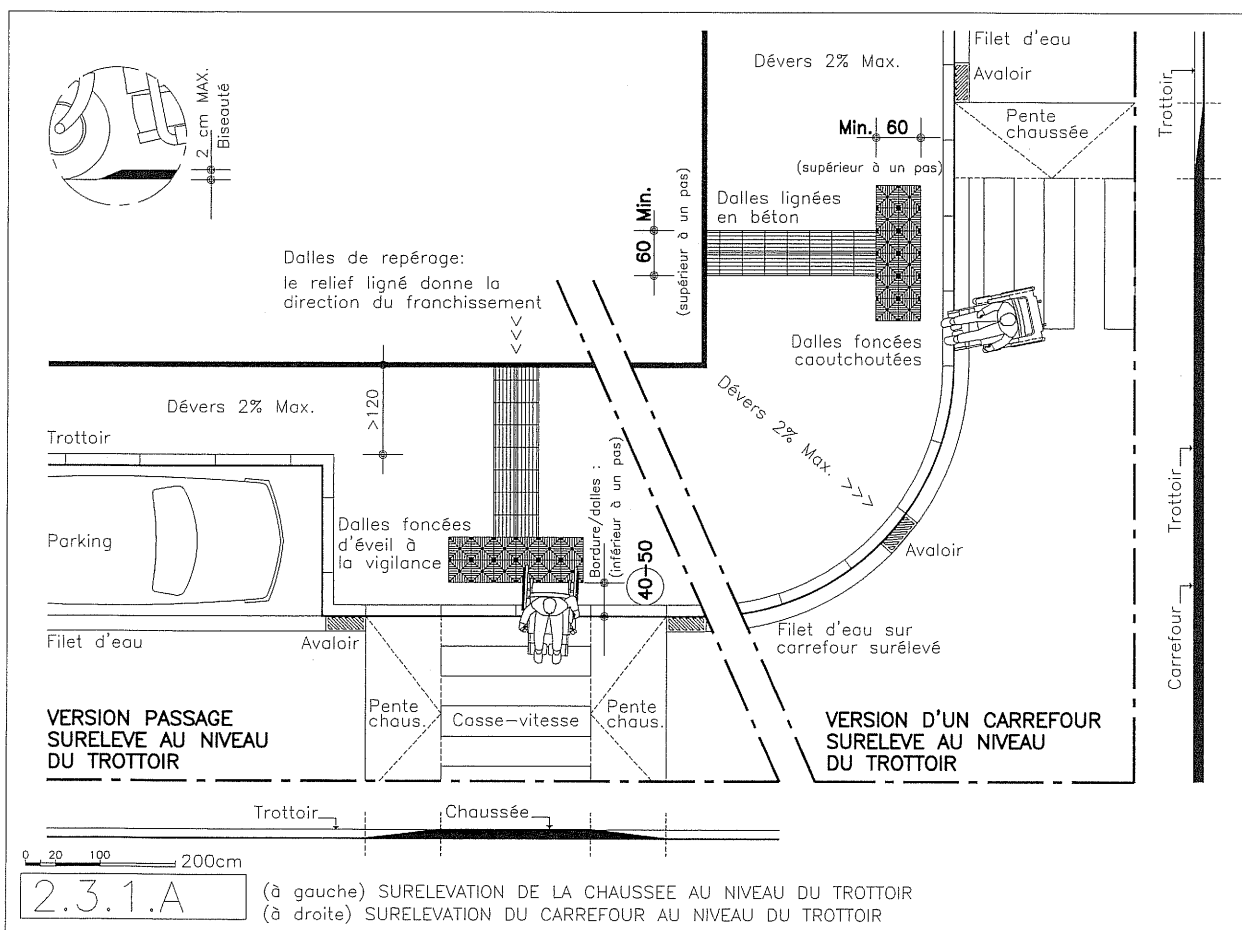 2 cm MAX.
Biseauté
Dévers 2% Max.
Filet d'eau
Avaloir
Trottoir
Pente
chaussée
Min. 60
(supérieur à un pas)
60 Min.
(supérieur à un pas)
Dalles lignées
en béton
Dalles de repérage:
le relief ligné donne la
direction du franchissement
Dalles foncées
caoutchoutées
Dévers 2% Max.
>120
Dévers 2% Max.
Trottoir
Parking
Dalles foncées
d'éveil à
la vigilance
Bordure/dalles :
(inférieur à un pas)
40-50
Avaloir
Trottoir
Filet d'eau
Avaloir
Filet d'eau sur
carrefour surélevé
Carrefour
Pente
chaus.
Casse-vitesse
Pente
chaus.
VERSION PASSAGE
SURELEVE AU NIVEAU
DU TROTTOIR
VERSION D'UN CARREFOUR
SURELEVE AU NIVEAU
DU TROTTOIR
Trottoir
Chaussée
0 20 100 200cm
2.3.1.A
(à gauche) SURELEVATION DE LA CHAUSSEE AU NIVEAU DU TROTTOIR
(à droite) SURELEVATION DU CARREFOUR AU NIVEAU DU TROTTOIR